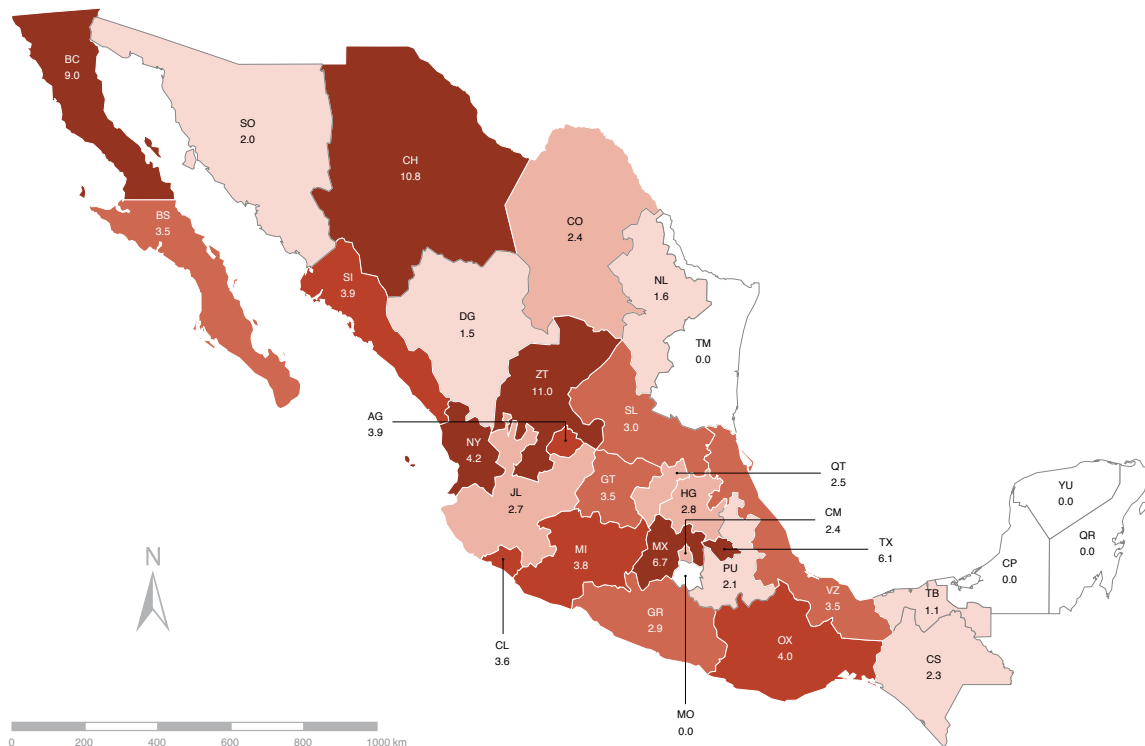 BC
9.0
SO
2.0
CH
10.8
BS
3.5
CO
2.4
SI
3.9
NL
1.6
DG
1.5
TM
0.0
ZT
11.0
AG
3.9
SL
3.0
NY
4.2
QT
2.5
JL
2.7
GT
3.5
HG
2.8
YU
0.0
CM
2.4
QR
0.0
TX
6.1
MI
3.8
MX
6.7
PU
2.1
CP
0.0
N
VZ
3.5
TB
1.1
GR
2.9
CL
3.6
OX
4.0
CS
2.3
MO
0.0
0 200 400 600 800 1000 km